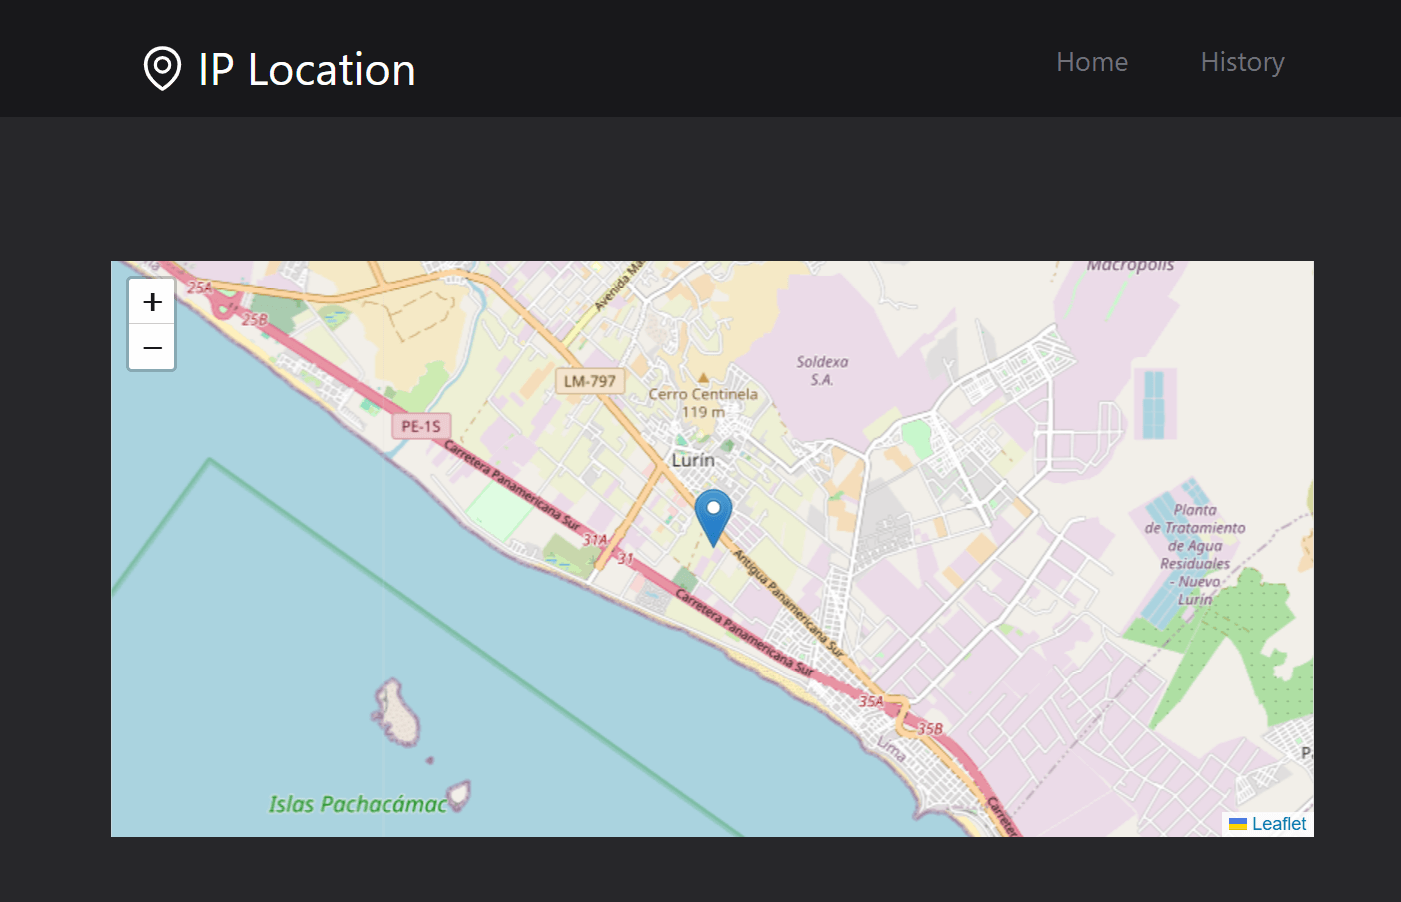 IP Location
Home
History
+
−
25A
25B
Avenida Ma
Macropolis
Soldexa
S.A.
LM-797
Cerro Centinela
119 m
PE-1S
Lurín
Carretera Panamericana Sur
31A
31
Antigua Panamericana Sur
Carretera Panamericana Sur
Planta
de Tratamiento
de Agua
Residuales
- Nuevo
Lurín
35A
35B
Lima
Islas Pachacámac
Carreter
P
Leaflet